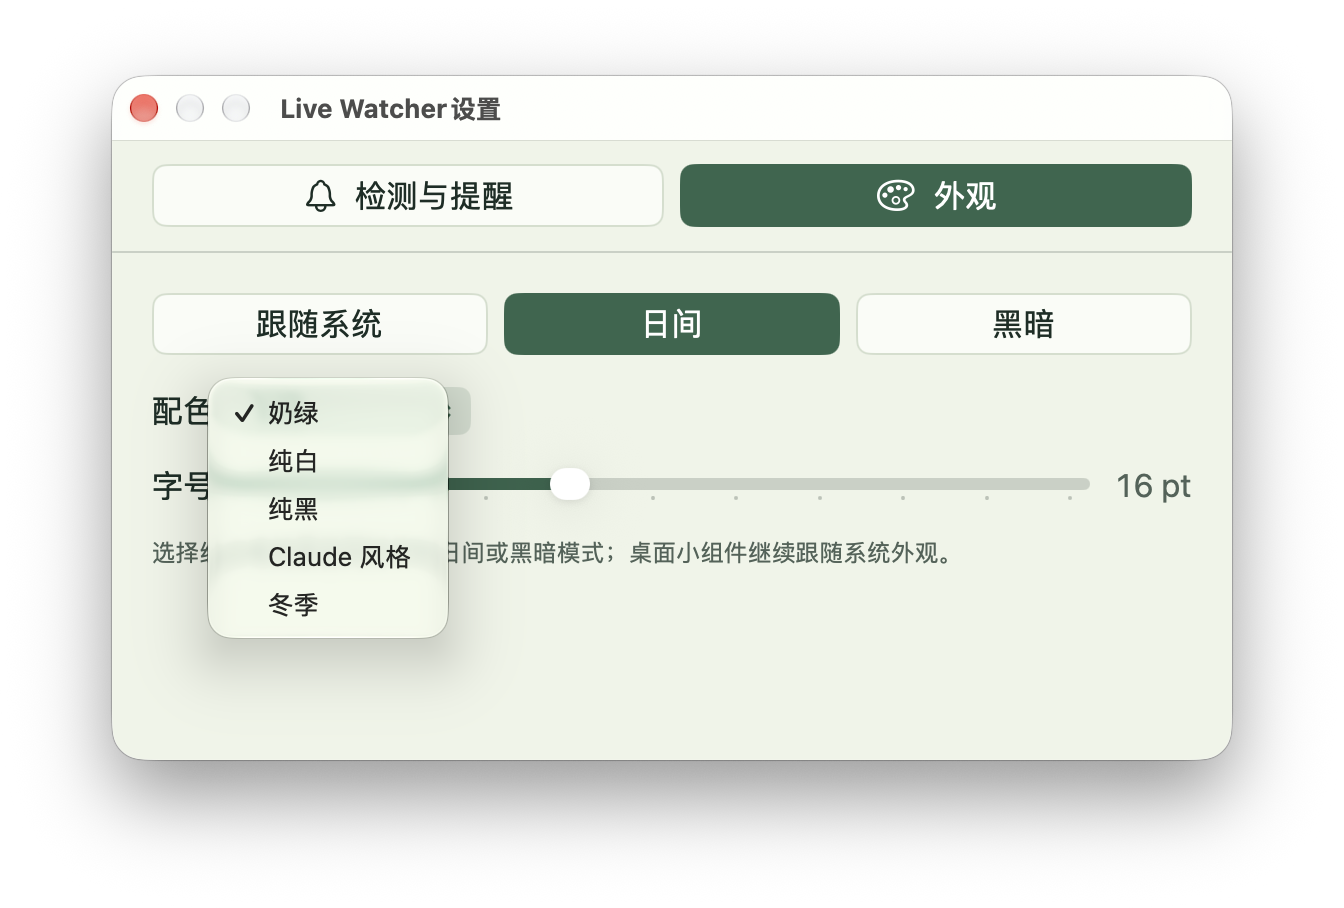 Live Watcher设置
检测与提醒
外观
跟随系统
日间
黑暗
配色
奶绿
纯白
字号
16 pt
纯黑
选择
日间或黑暗模式；桌面小组件继续跟随系统外观。
Claude 风格
冬季